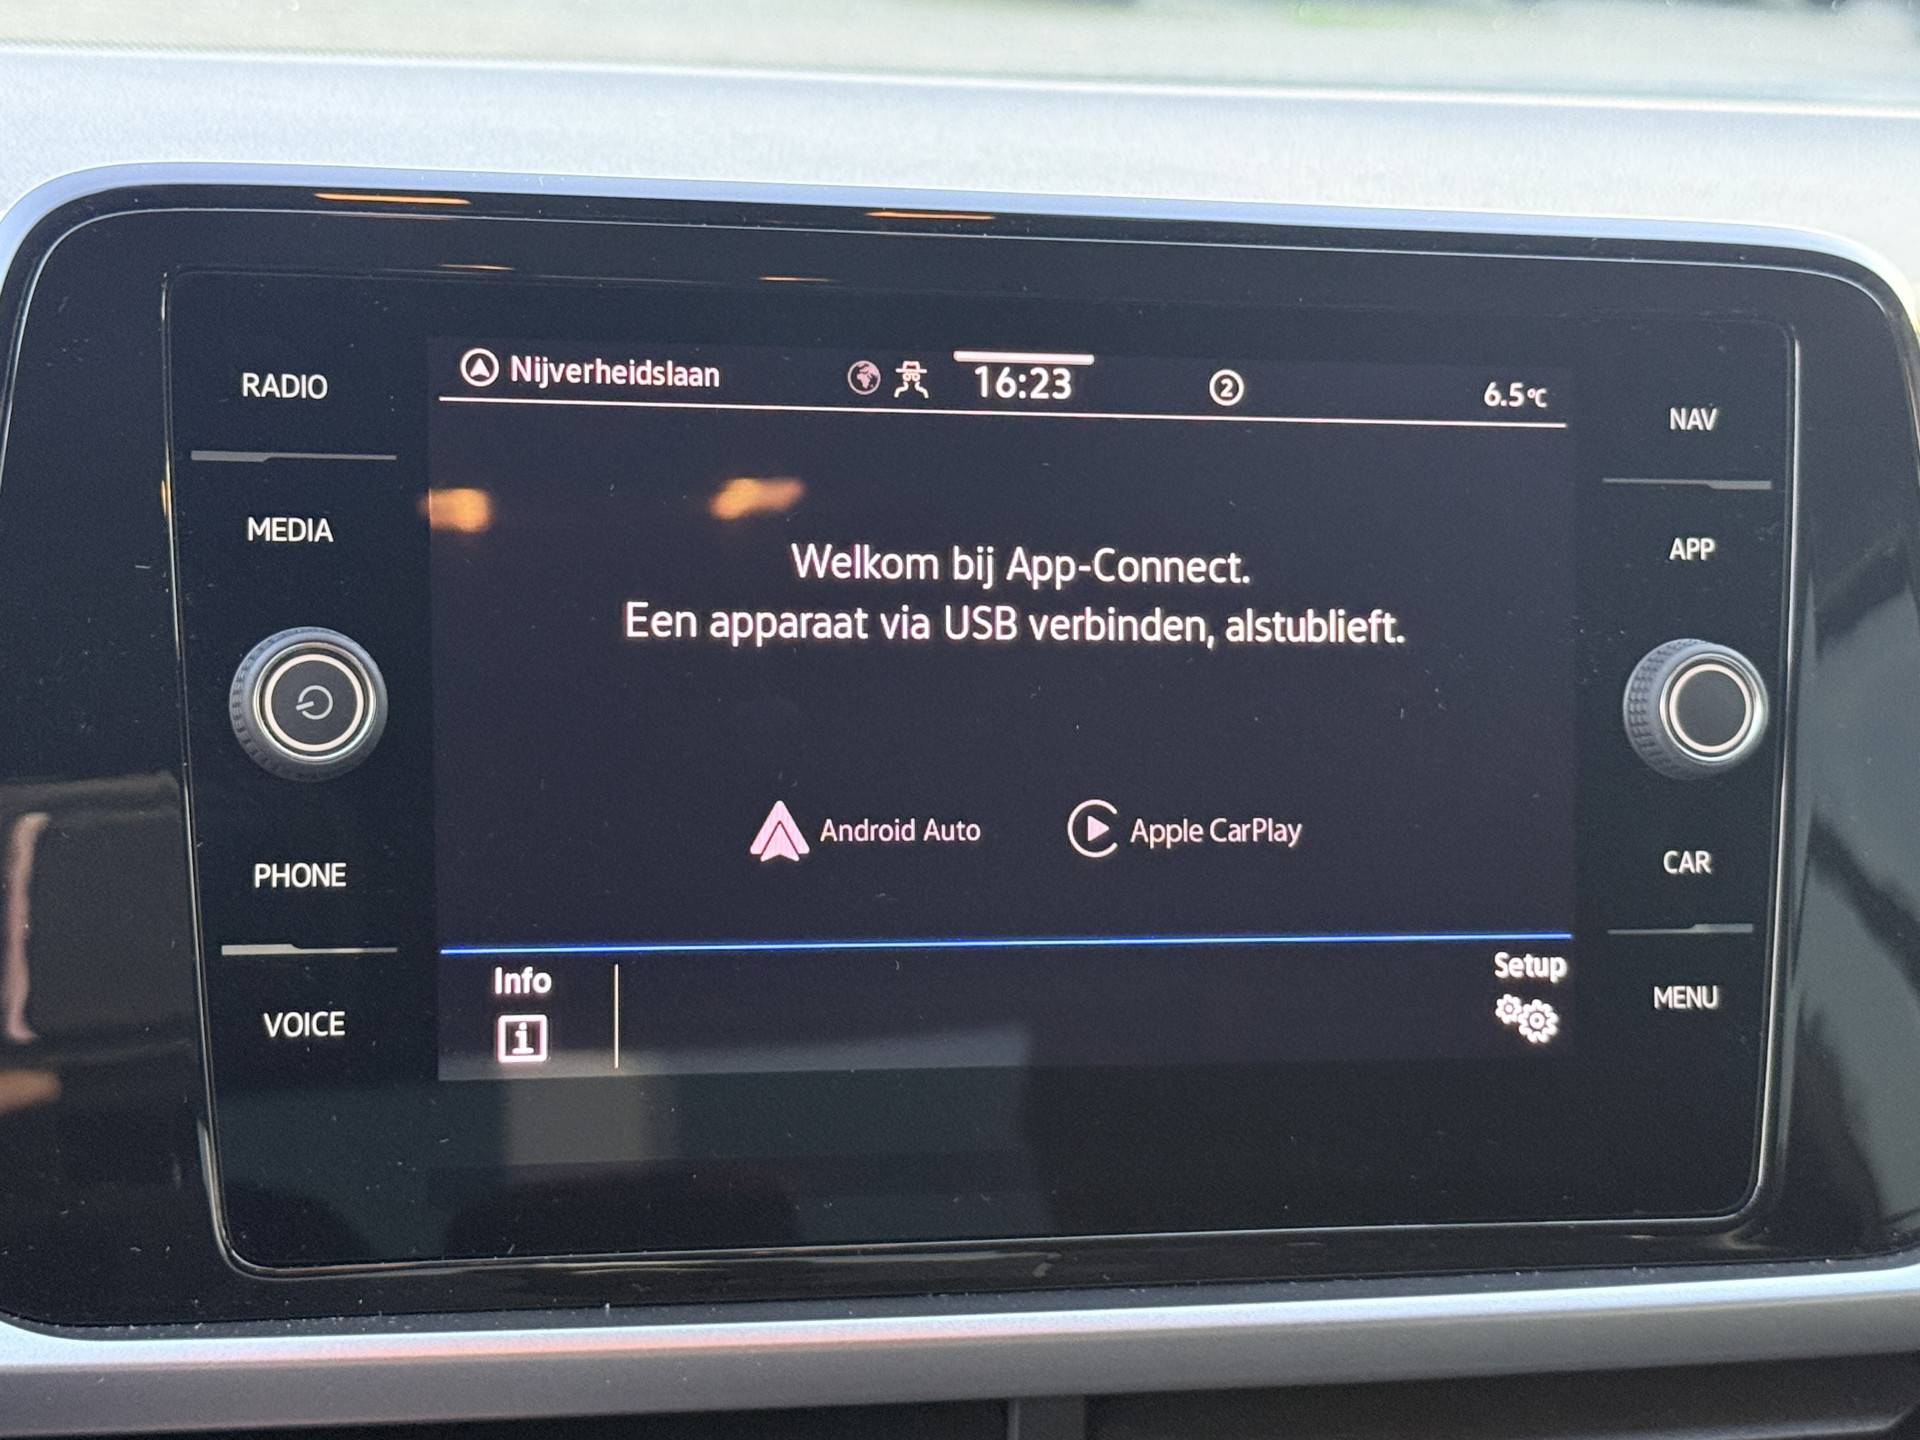 RADIO
MEDIA
PHONE
VOICE
Nijverheidslaan
16:23
2
6.5°C
Welkom bij App-Connect.
Een apparaat via USB verbinden, alstublieft.
Android Auto
Apple CarPlay
Info
i
Setup
NAV
APP
CAR
MENU